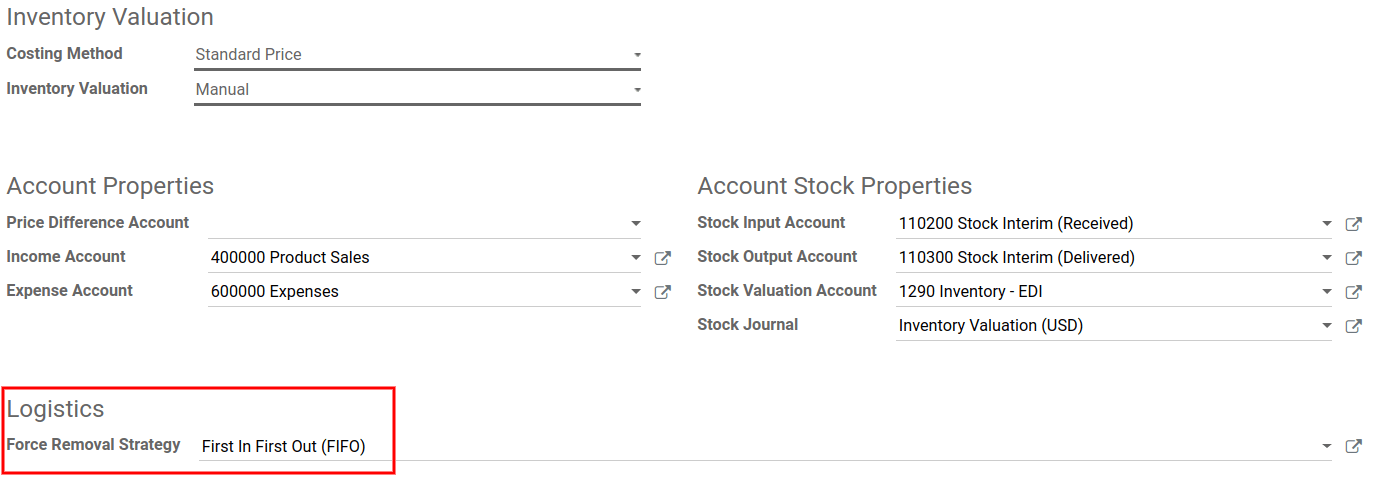 Inventory Valuation
Costing Method Standard Price
Inventory Valuation Manual
Account Properties
Price Difference Account
Income Account 400000 Product Sales
Expense Account 600000 Expenses
Account Stock Properties
Stock Input Account 110200 Stock Interim (Received)
Stock Output Account 110300 Stock Interim (Delivered)
Stock Valuation Account 1290 Inventory - EDI
Stock Journal Inventory Valuation (USD)
Logistics
Force Removal Strategy First In First Out (FIFO)